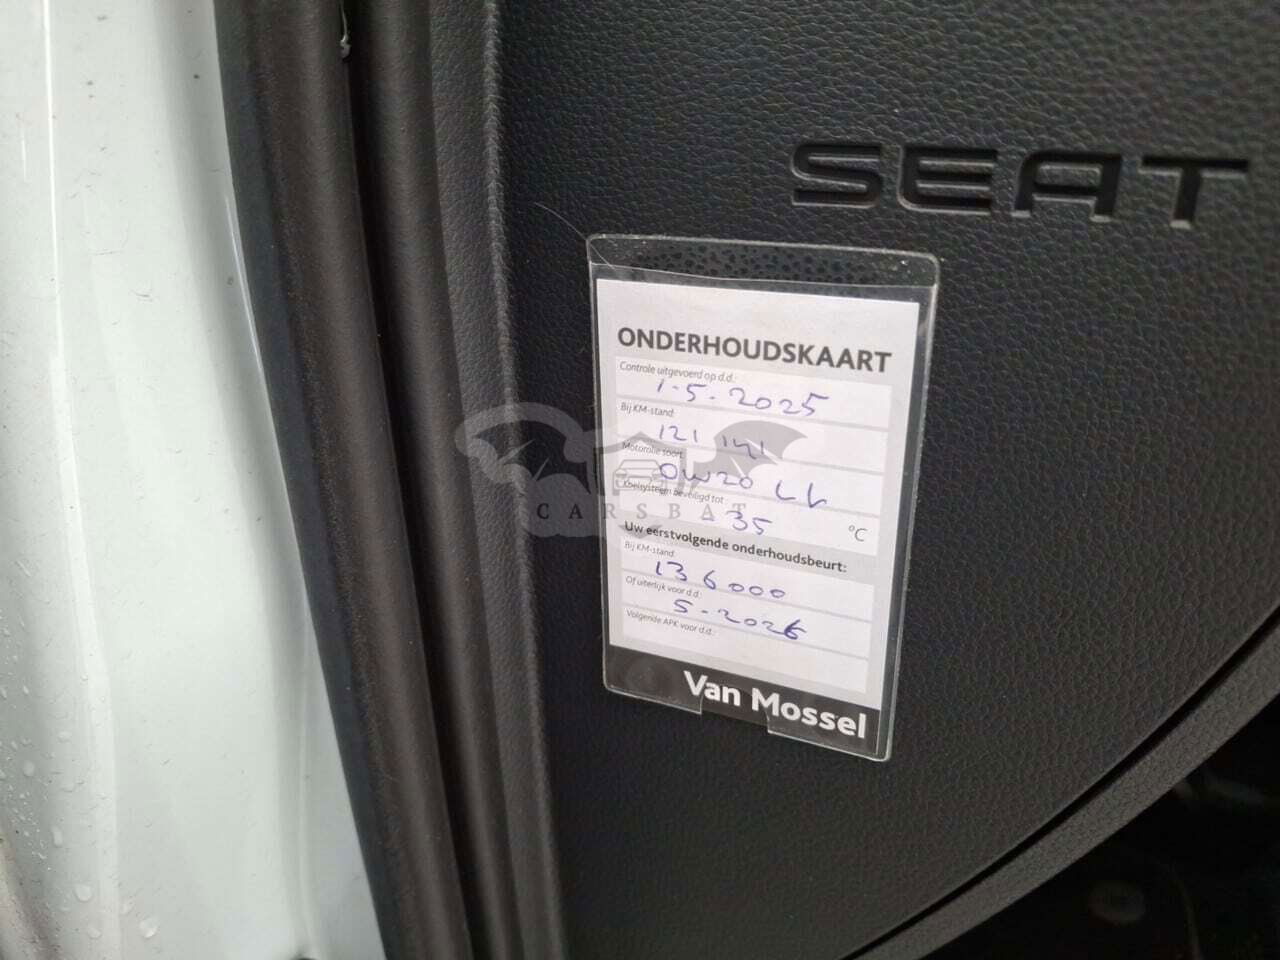 SEAT
ONDERHOUDSKAART
Controle uitgevoerd op d.d.:
1-5-2025
Bij KM-stand:
121 141
Motorolie soort:
0W20 LL
Koelsysteem beveiligd tot
-35 °C
Uw eerstvolgende onderhoudsbeurt:
Bij KM-stand:
136000
Of uiterlijk voor d.d.:
5-2026
Volgende APK voor d.d.:
Van Mossel
CARSBAT